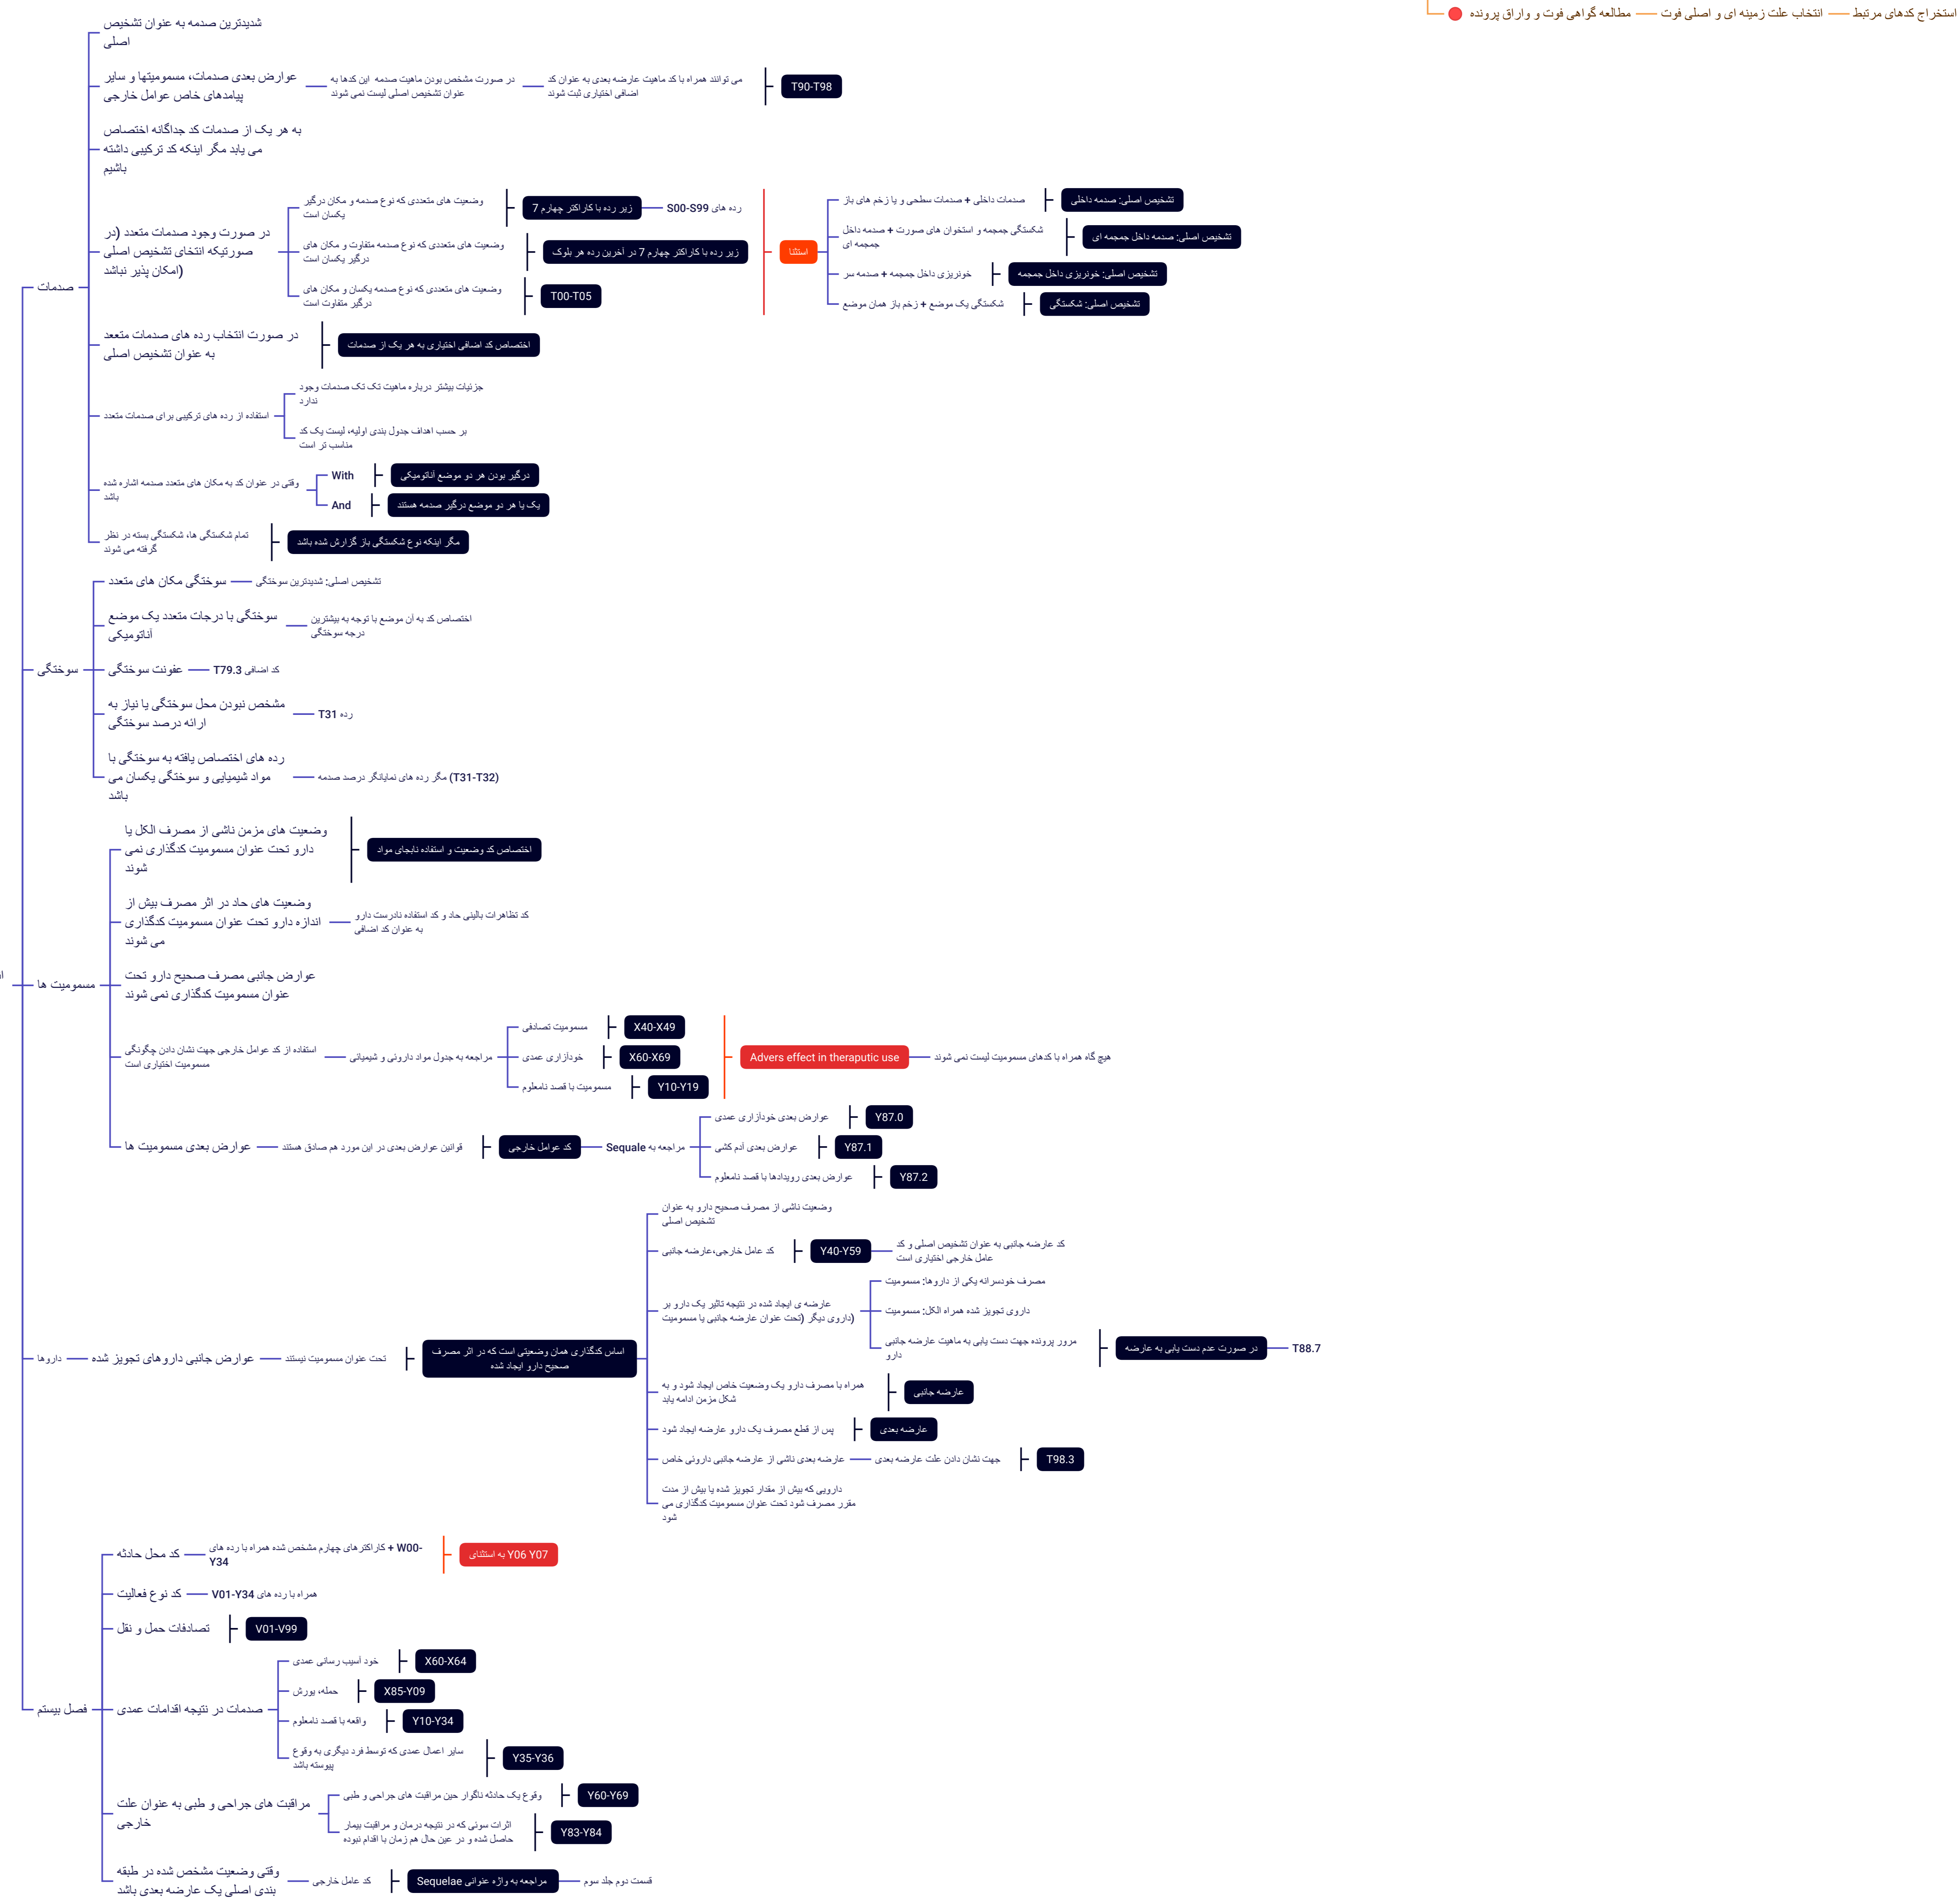 استخراج کدهای مرتبط
انتخاب علت زمینه ای و اصلی فوت
مطالعه گواهی فوت و واراق پرونده
صدمات
شدیدترین صدمه به عنوان تشخیص
اصلی
عوارض بعدی صدمات، مسمومیتها و سایر
پیامدهای خاص عوامل خارجی
در صورت مشخص بودن ماهیت صدمه این کدها به
عنوان تشخیص اصلی لیست نمی شوند
می توانند همراه با کد ماهیت عارضه بعدی به عنوان کد
اضافی اختیاری ثبت شوند
T90-T98
به هر یک از صدمات کد جداگانه اختصاص
می یابد مگر اینکه کد ترکیبی داشته
باشیم
در صورت وجود صدمات متعدد (در
صورتیکه انتخای تشخیص اصلی
امکان پذیر نباشد)
وضعیت های متعددی که نوع صدمه و مکان درگیر
یکسان است
زیر رده با کاراکتر چهارم 7
رده های S00-S99
وضعیت های متعددی که نوع صدمه متفاوت و مکان های
درگیر یکسان است
زیر رده با کاراکتر چهارم 7 در آخرین رده هر بلوک
وضعیت های متعددی که نوع صدمه یکسان و مکان های
درگیر متفاوت است
T00-T05
استثنا
صدمات داخلی + صدمات سطحی و یا زخم های باز
تشخیص اصلی: صدمه داخلی
شکستگی جمجمه و استخوان های صورت + صدمه داخل
جمجمه ای
تشخیص اصلی: صدمه داخل جمجمه ای
خونریزی داخل جمجمه + صدمه سر
تشخیص اصلی: خونریزی داخل جمجمه
شکستگی یک موضع + زخم باز همان موضع
تشخیص اصلی: شکستگی
در صورت انتخاب رده های صدمات متععد
به عنوان تشخیص اصلی
اختصاص کد اضافی اختیاری به هر یک از صدمات
استفاده از رده های ترکیبی برای صدمات متعدد
جزئیات بیشتر درباره ماهیت تک تک صدمات وجود
ندارد
بر حسب اهداف جدول بندی اولیه، لیست یک کد
مناسب تر است
وقتی در عنوان کد به مکان های متعدد صدمه اشاره شده
باشد
With
درگیر بودن هر دو موضع آناتومیکی
And
یک یا هر دو موضع درگیر صدمه هستند
تمام شکستگی ها، شکستگی بسته در نظر
گرفته می شوند
مگر اینکه نوع شکستگی باز گزارش شده باشد
سوختگی
سوختگی مکان های متعدد
تشخیص اصلی: شدیدترین سوختگی
سوختگی با درجات متعدد یک موضع
آناتومیکی
اختصاص کد به آن موضع با توجه به بیشترین
درجه سوختگی
عفونت سوختگی
کد اضافی T79.3
مشخص نبودن محل سوختگی یا نیاز به
ارائه درصد سوختگی
رده T31
رده های اختصاص یافته به سوختگی با
مواد شیمیایی و سوختگی یکسان می
باشد
مگر رده های نمایانگر درصد صدمه (T31-T32)
مسمومیت ها
وضعیت های مزمن ناشی از مصرف الکل یا
دارو تحت عنوان مسمومیت کدگذاری نمی
شوند
اختصاص کد وضعیت و استفاده نابجای مواد
وضعیت های حاد در اثر مصرف بیش از
اندازه دارو تحت عنوان مسمومیت کدگذاری
می شوند
کد تظاهرات بالینی حاد و کد استفاده نادرست دارو
به عنوان کد اضافی
عوارض جانبی مصرف صحیح دارو تحت
عنوان مسمومیت کدگذاری نمی شوند
استفاده از کد عوامل خارجی جهت نشان دادن چگونگی
مسمومیت اختیاری است
مراجعه به جدول مواد داروئی و شیمیائی
مسمومیت تصادفی
X40-X49
خودآزاری عمدی
X60-X69
مسمومیت با قصد نامعلوم
Y10-Y19
Advers effect in theraputic use
هیچ گاه همراه با کدهای مسمومیت لیست نمی شوند
عوارض بعدی مسمومیت ها
قوانین عوارض بعدی در این مورد هم صادق هستند
کد عوامل خارجی
مراجعه به Sequale
عوارض بعدی خودآزاری عمدی
Y87.0
عوارض بعدی آدم کشی
Y87.1
عوارض بعدی رویدادها با قصد نامعلوم
Y87.2
داروها
عوارض جانبی داروهای تجویز شده
تحت عنوان مسمومیت نیستند
اساس کدگذاری همان وضعیتی است که در اثر مصرف
صحیح دارو ایجاد شده
وضعیت ناشی از مصرف صحیح دارو به عنوان
تشخیص اصلی
کد عامل خارجی،عارضه جانبی
Y40-Y59
کد عارضه جانبی به عنوان تشخیص اصلی و کد
عامل خارجی اختیاری است
عارضه ی ایجاد شده در نتیجه تاثیر یک دارو بر
داروی دیگر (تحت عنوان عارضه جانبی یا مسمومیت)
مصرف خودسرانه یکی از داروها: مسمومیت
داروی تجویز شده همراه الکل: مسمومیت
مرور پرونده جهت دست یابی به ماهیت عارضه جانبی
دارو
در صورت عدم دست یابی به عارضه
T88.7
همراه با مصرف دارو یک وضعیت خاص ایجاد شود و به
شکل مزمن ادامه یابد
عارضه جانبی
پس از قطع مصرف یک دارو عارضه ایجاد شود
عارضه بعدی
عارضه بعدی ناشی از عارضه جانبی داروئی خاص
جهت نشان دادن علت عارضه بعدی
T98.3
دارویی که بیش از مقدار تجویز شده یا بیش از مدت
مقرر مصرف شود تحت عنوان مسمومیت کدگذاری می
شود
فصل بیستم
کد محل حادثه
کاراکترهای چهارم مشخص شده همراه با رده های + W00-
Y34
به استثنای Y06 Y07
کد نوع فعالیت
همراه با رده های V01-Y34
تصادفات حمل و نقل
V01-V99
صدمات در نتیجه اقدامات عمدی
خود آسیب رسانی عمدی
X60-X64
حمله، یورش
X85-Y09
واقعه با قصد نامعلوم
Y10-Y34
سایر اعمال عمدی که توسط فرد دیگری به وقوع
پیوسته باشد
Y35-Y36
مراقبت های جراحی و طبی به عنوان علت
خارجی
وقوع یک حادثه ناگوار حین مراقبت های جراحی و طبی
Y60-Y69
اثرات سوئی که در نتیجه درمان و مراقبت بیمار
حاصل شده و در عین حال هم زمان با اقدام نبوده
Y83-Y84
وقتی وضعیت مشخص شده در طبقه
بندی اصلی یک عارضه بعدی باشد
کد عامل خارجی
مراجعه به واژه عنوانی Sequelae
قسمت دوم جلد سوم